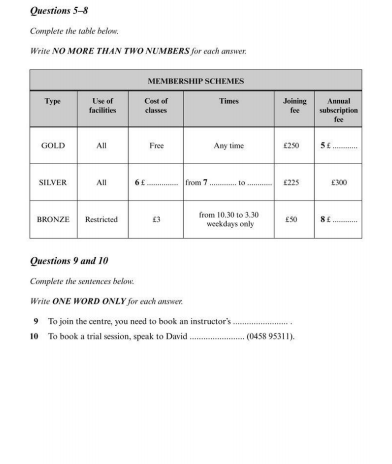 Questions 5–8
Complete the table below.
Write NO MORE THAN TWO NUMBERS for each answer.
MEMBERSHIP SCHEMES
Type Use of facilities Cost of classes Times Joining fee Annual subscription fee
GOLD All Free Any time £250 5 £ ............
SILVER All 6 £ ............... from 7 ............. to ............ £225 £300
BRONZE Restricted £3 from 10.30 to 3.30 weekdays only £50 8 £ ............
Questions 9 and 10
Complete the sentences below.
Write ONE WORD ONLY for each answer.
9 To join the centre, you need to book an instructor's ........................ .
10 To book a trial session, speak to David ........................ (0458 95311).